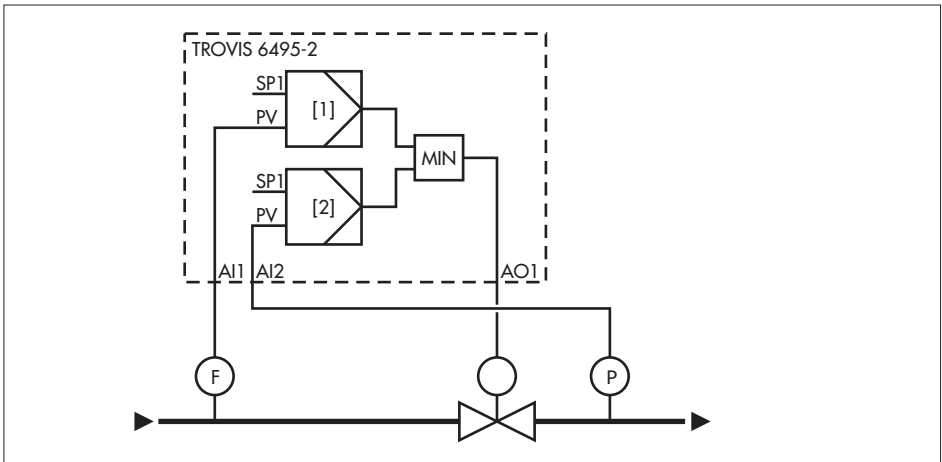 TROVIS 6495-2
SP1
[1]
PV
MIN
SP1
[2]
PV
AI1 AI2 AO1
F
P